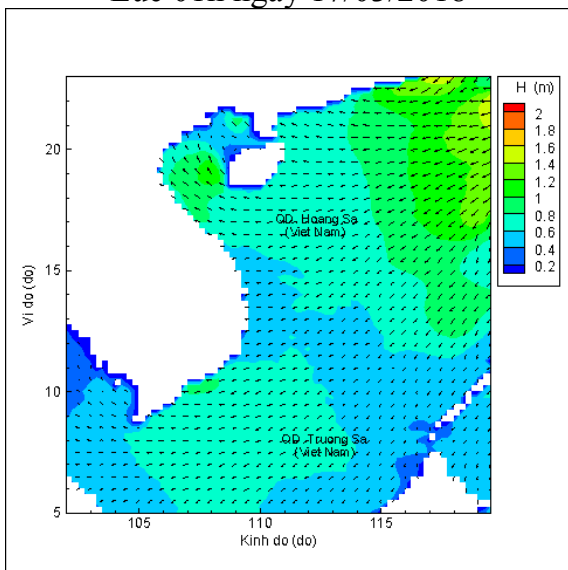 H (m)
2
1.8
1.6
1.4
1.2
1
0.8
0.6
0.4
0.2
20
15
10
5
Vi do (do)
QD. Hoang Sa
(Viet Nam)
QD. Truong Sa
(Viet Nam)
105
110
115
Kinh do (do)